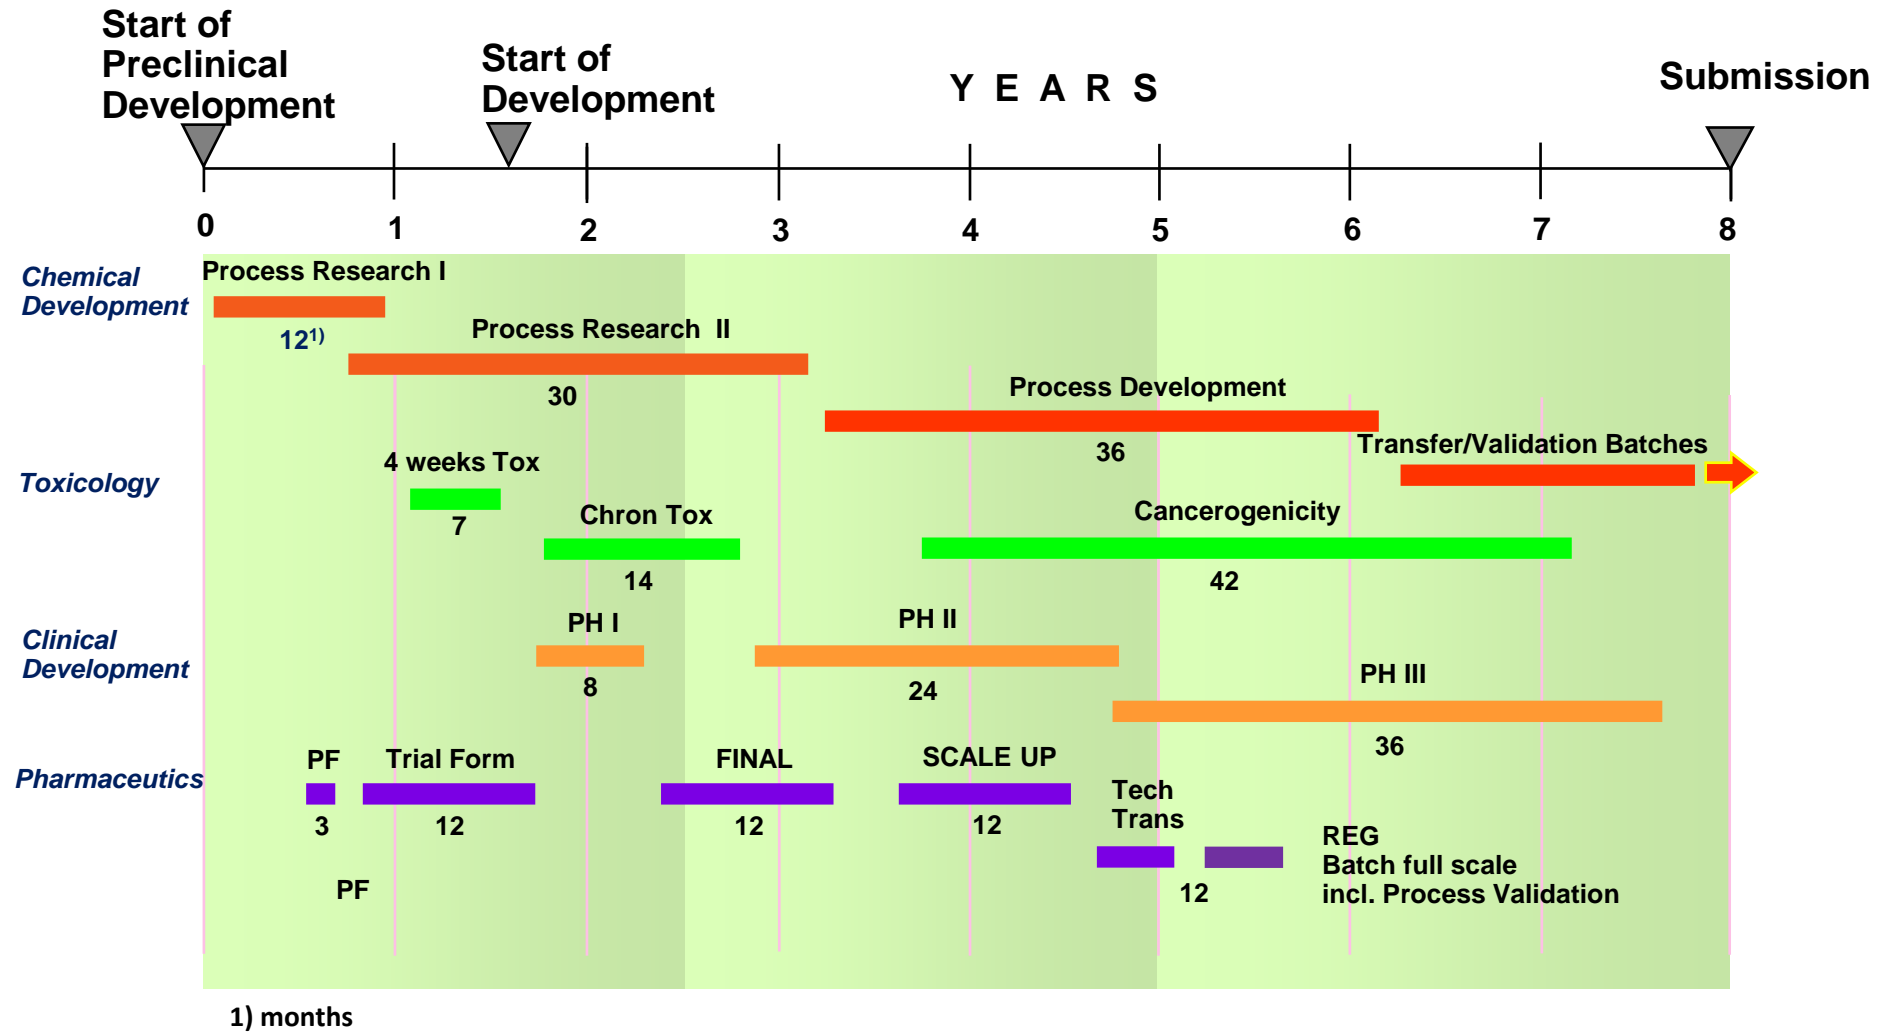 Start of
Preclinical
Development
Start of
Development
Y E A R S
Submission
0 1 2 3 4 5 6 7 8
Chemical
Development
Process Research I
12¹⁾
Process Research II
30
Process Development
36
Transfer/Validation Batches
Toxicology
4 weeks Tox
7
Chron Tox
14
Cancerogenicity
42
Clinical
Development
PH I
8
PH II
24
PH III
36
Pharmaceutics
PF
3
Trial Form
12
FINAL
12
SCALE UP
12
Tech
Trans
12
REG
Batch full scale
incl. Process Validation
PF
1) months